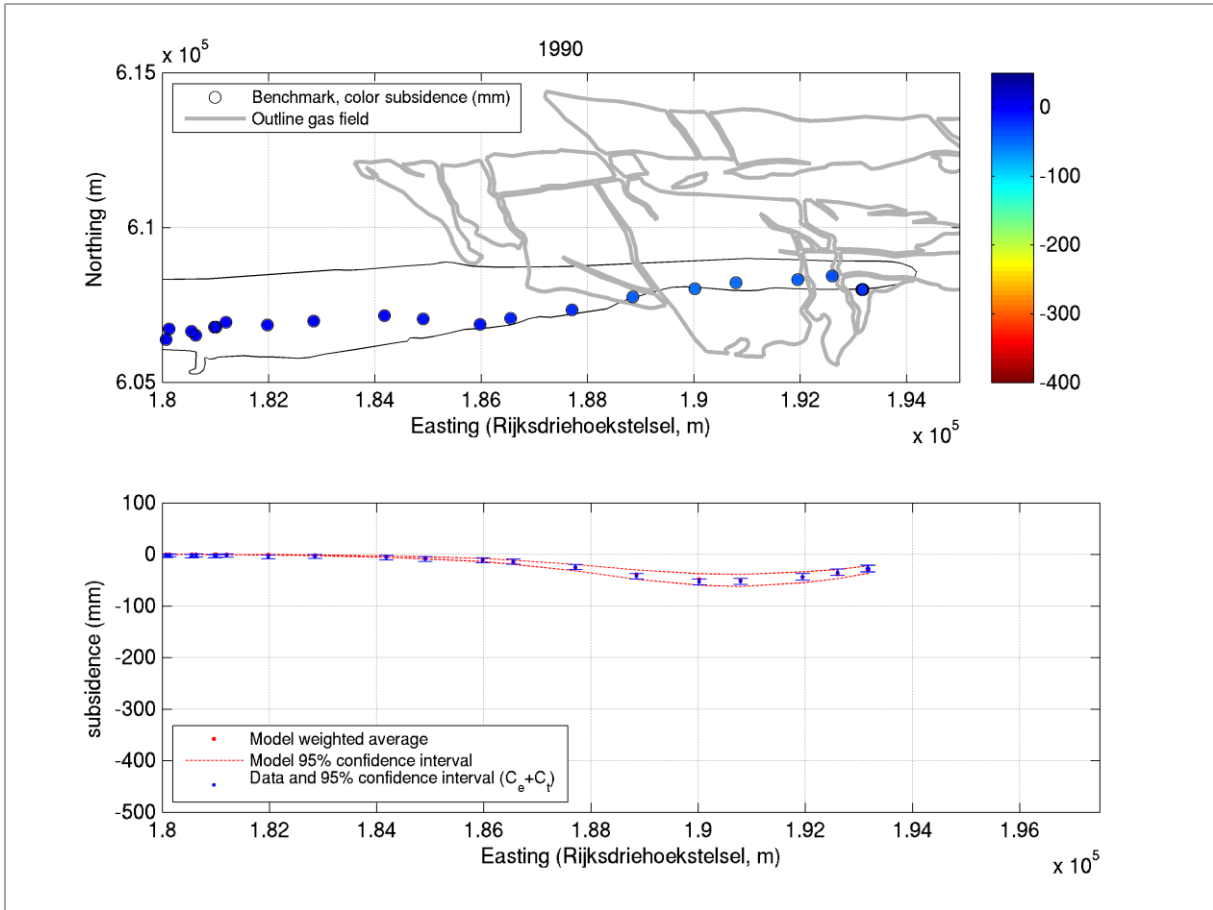 1990
x 10^5
6.15
6.1
6.05
Northing (m)
Benchmark, color subsidence (mm)
Outline gas field
1.8 1.82 1.84 1.86 1.88 1.9 1.92 1.94
Easting (Rijksdriehoekstelsel, m)
x 10^5
0
-100
-200
-300
-400
100
0
-100
-200
-300
-400
-500
subsidence (mm)
Model weighted average
Model 95% confidence interval
Data and 95% confidence interval (C_e+C_t)
1.8 1.82 1.84 1.86 1.88 1.9 1.92 1.94 1.96
Easting (Rijksdriehoekstelsel, m)
x 10^5